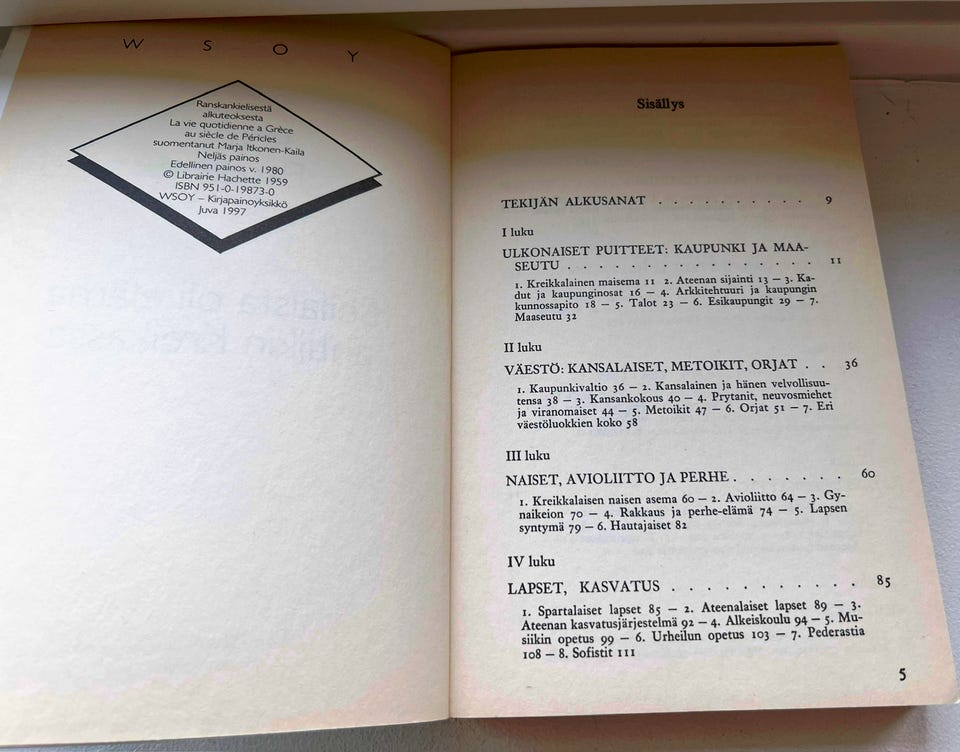 W S O Y
Ranskankielisestä
alkuteoksesta
La vie quotidienne a Grèce
au siècle de Péricles
suomentanut Marja Itkonen-Kaila
Neljäs painos
Edellinen painos v. 1980
© Librairie Hachette 1959
ISBN 951-0-19873-0
WSOY – Kirjapainoyksikkö
Juva 1997
Sisällys
TEKIJÄN ALKUSANAT . . . . . . . . . . 9
I luku
ULKONAISET PUITTEET: KAUPUNKI JA MAA-
SEUTU . . . . . . . . . . . . . . . . 11
1. Kreikkalainen maisema 11 2. Ateenan sijainti 13 – 3. Ka-
dut ja kaupunginosat 16 – 4. Arkkitehtuuri ja kaupungin
kunnossapito 18 – 5. Talot 23 – 6. Esikaupungit 29 – 7.
Maaseutu 32
II luku
VÄESTÖ: KANSALAISET, METOIKIT, ORJAT . . 36
1. Kaupunkivaltio 36 – 2. Kansalainen ja hänen velvollisuu-
tensa 38 – 3. Kansankokous 40 – 4. Prytanit, neuvosmiehet
ja viranomaiset 44 – 5. Metoikit 47 – 6. Orjat 51 – 7. Eri
väestöluokkien koko 58
III luku
NAISET, AVIOLIITTO JA PERHE . . . . . . . 60
1. Kreikkalaisen naisen asema 60 – 2. Avioliitto 64 – 3. Gy-
naikeion 70 – 4. Rakkaus ja perhe-elämä 74 – 5. Lapsen
syntymä 79 – 6. Hautajaiset 82
IV luku
LAPSET, KASVATUS . . . . . . . . . . . 85
1. Spartalaiset lapset 85 – 2. Ateenalaiset lapset 89 – 3.
Ateenan kasvatusjärjestelmä 92 – 4. Alkeiskoulu 94 – 5. Mu-
siikin opetus 99 – 6. Urheilun opetus 103 – 7. Pederastia
108 – 8. Sofistit 111
5